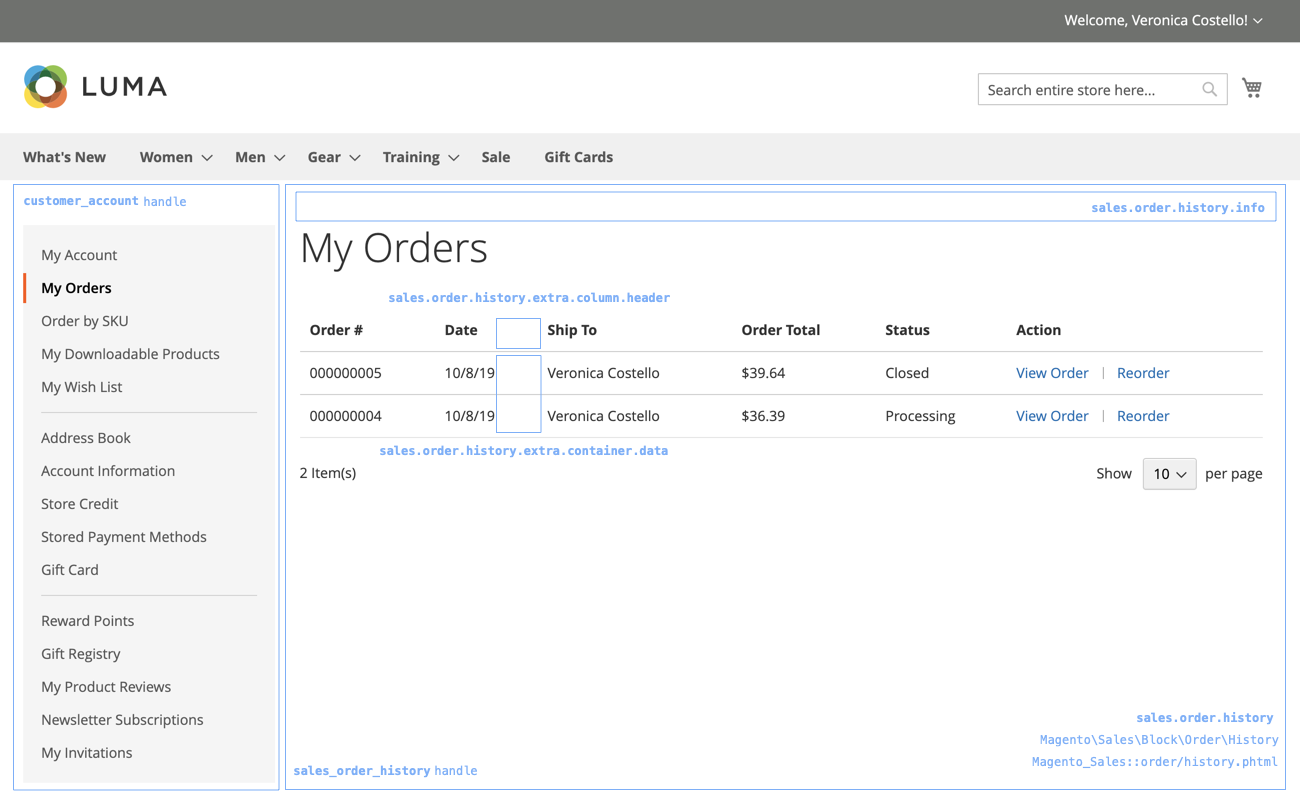 Welcome, Veronica Costello!
LUMA
Search entire store here...
What's New Women Men Gear Training Sale Gift Cards
customer_account handle
My Account
My Orders
Order by SKU
My Downloadable Products
My Wish List
Address Book
Account Information
Store Credit
Stored Payment Methods
Gift Card
Reward Points
Gift Registry
My Product Reviews
Newsletter Subscriptions
My Invitations
sales.order.history.info
My Orders
sales.order.history.extra.column.header
Order # Date Ship To Order Total Status Action
000000005 10/8/19 Veronica Costello $39.64 Closed View Order | Reorder
000000004 10/8/19 Veronica Costello $36.39 Processing View Order | Reorder
sales.order.history.extra.container.data
2 Item(s) Show 10 per page
sales.order.history
Magento\Sales\Block\Order\History
Magento_Sales::order/history.phtml
sales_order_history handle